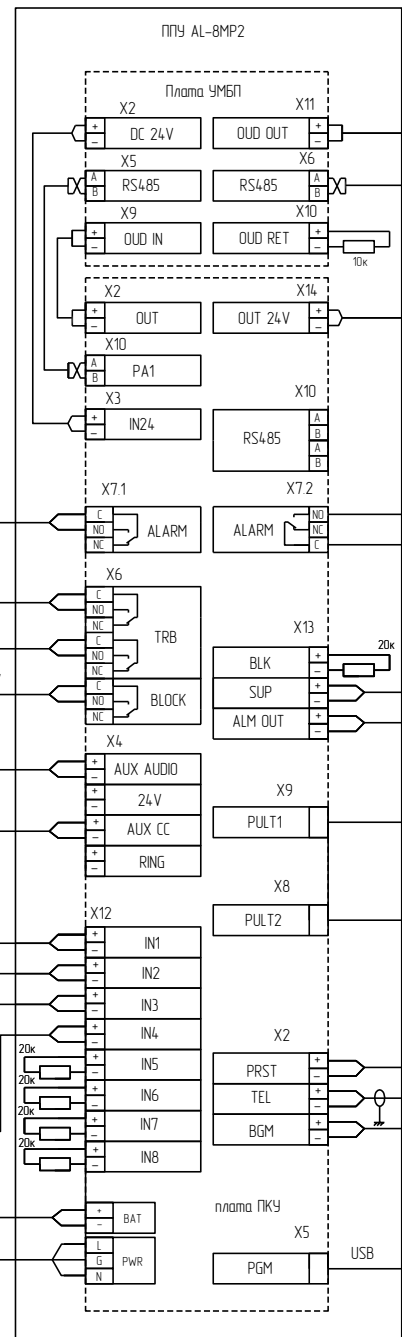 ППУ AL-8MP2
Плата УМБП
X2 X11
+ DC 24V OUD OUT +
− −
X5 X6
A RS485 RS485 A
B B
X9 X10
+ OUD IN OUD RET +
− −
10к
X2 X14
+ OUT OUT 24V +
− −
X10
A PA1
B
X3 X10
+ IN24
−
RS485
A
B
A
B
X7.1 X7.2
C NO
NO ALARM ALARM NC
NC C
X6
C
NO
NC
TRB
C
NO
NC
C
NO BLOCK
NC
X13
20к
BLK +
−
SUP +
−
ALM OUT +
−
X4
+ AUX AUDIO
−
+ 24V
−
+ AUX CC
−
+ RING
−
X9
PULT1
X8
PULT2
X12
+ IN1
−
+ IN2
−
+ IN3
−
+ IN4
−
20к
+ IN5
−
20к
+ IN6
−
20к
+ IN7
−
20к
+ IN8
−
X2
PRST +
−
TEL +
−
BGM +
−
+ BAT
−
L
G PWR
N
плата ПКУ
X5
PGM USB